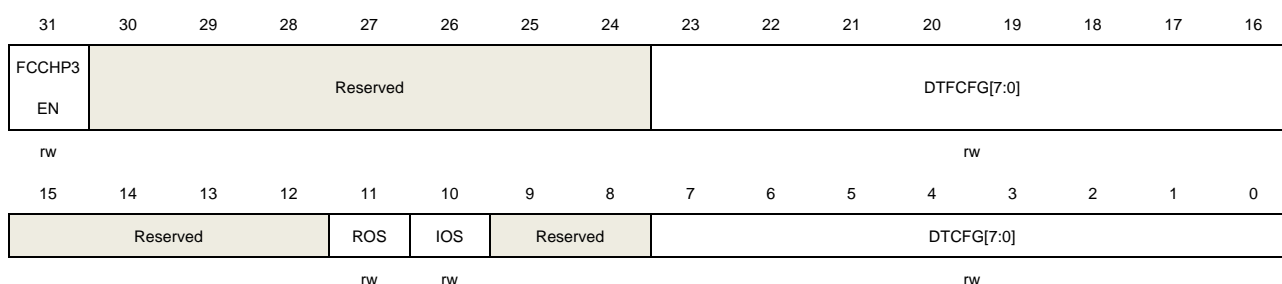 31 30 29 28 27 26 25 24 23 22 21 20 19 18 17 16
FCCHP3
EN
Reserved
DTFCFG[7:0]
rw rw
15 14 13 12 11 10 9 8 7 6 5 4 3 2 1 0
Reserved ROS IOS Reserved DTCFG[7:0]
rw rw rw